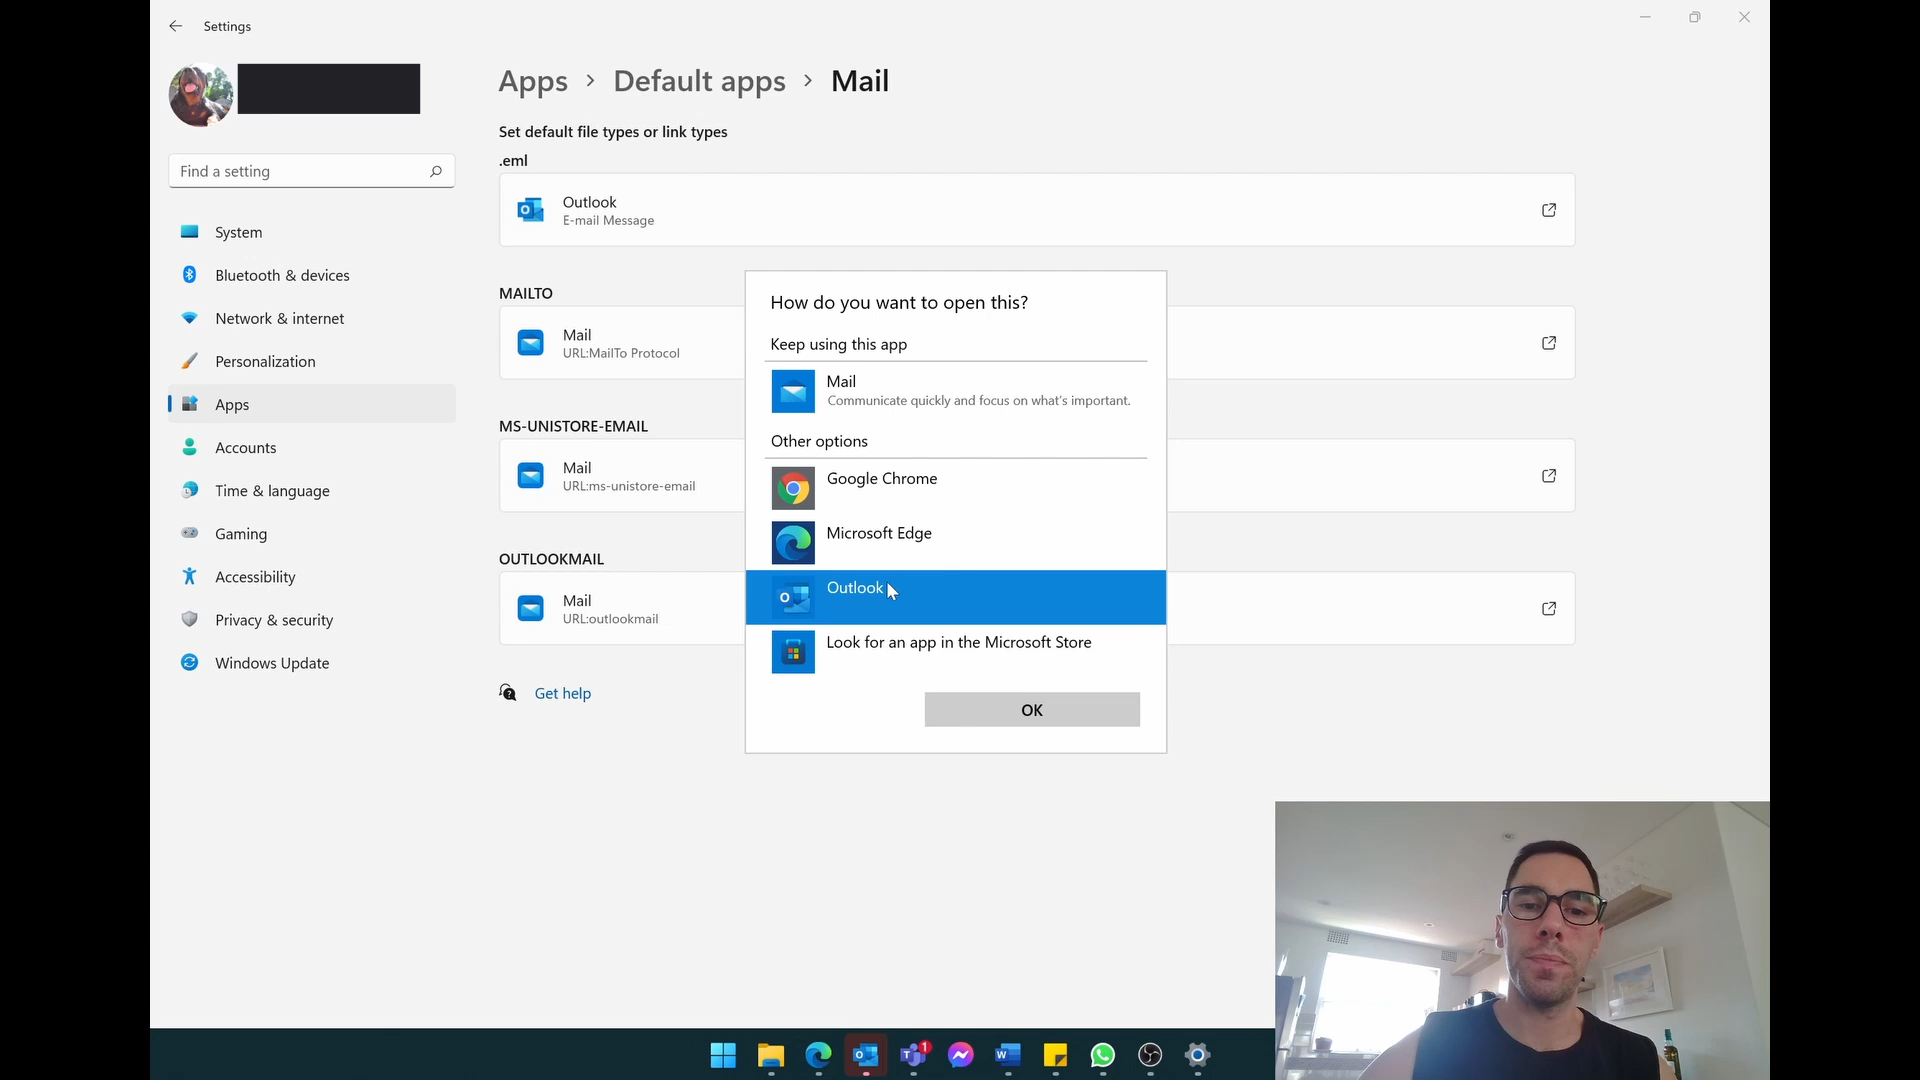 Settings
Apps > Default apps > Mail
Set default file types or link types
.eml
Outlook
E-mail Message
MAILTO
Mail
URL:MailTo Protocol
MS-UNISTORE-EMAIL
Mail
URL:ms-unistore-email
OUTLOOKMAIL
Mail
URL:outlookmail
Get help
Find a setting
System
Bluetooth & devices
Network & internet
Personalization
Apps
Accounts
Time & language
Gaming
Accessibility
Privacy & security
Windows Update
How do you want to open this?
Keep using this app
Mail
Communicate quickly and focus on what's important.
Other options
Google Chrome
Microsoft Edge
Outlook
Look for an app in the Microsoft Store
OK
1